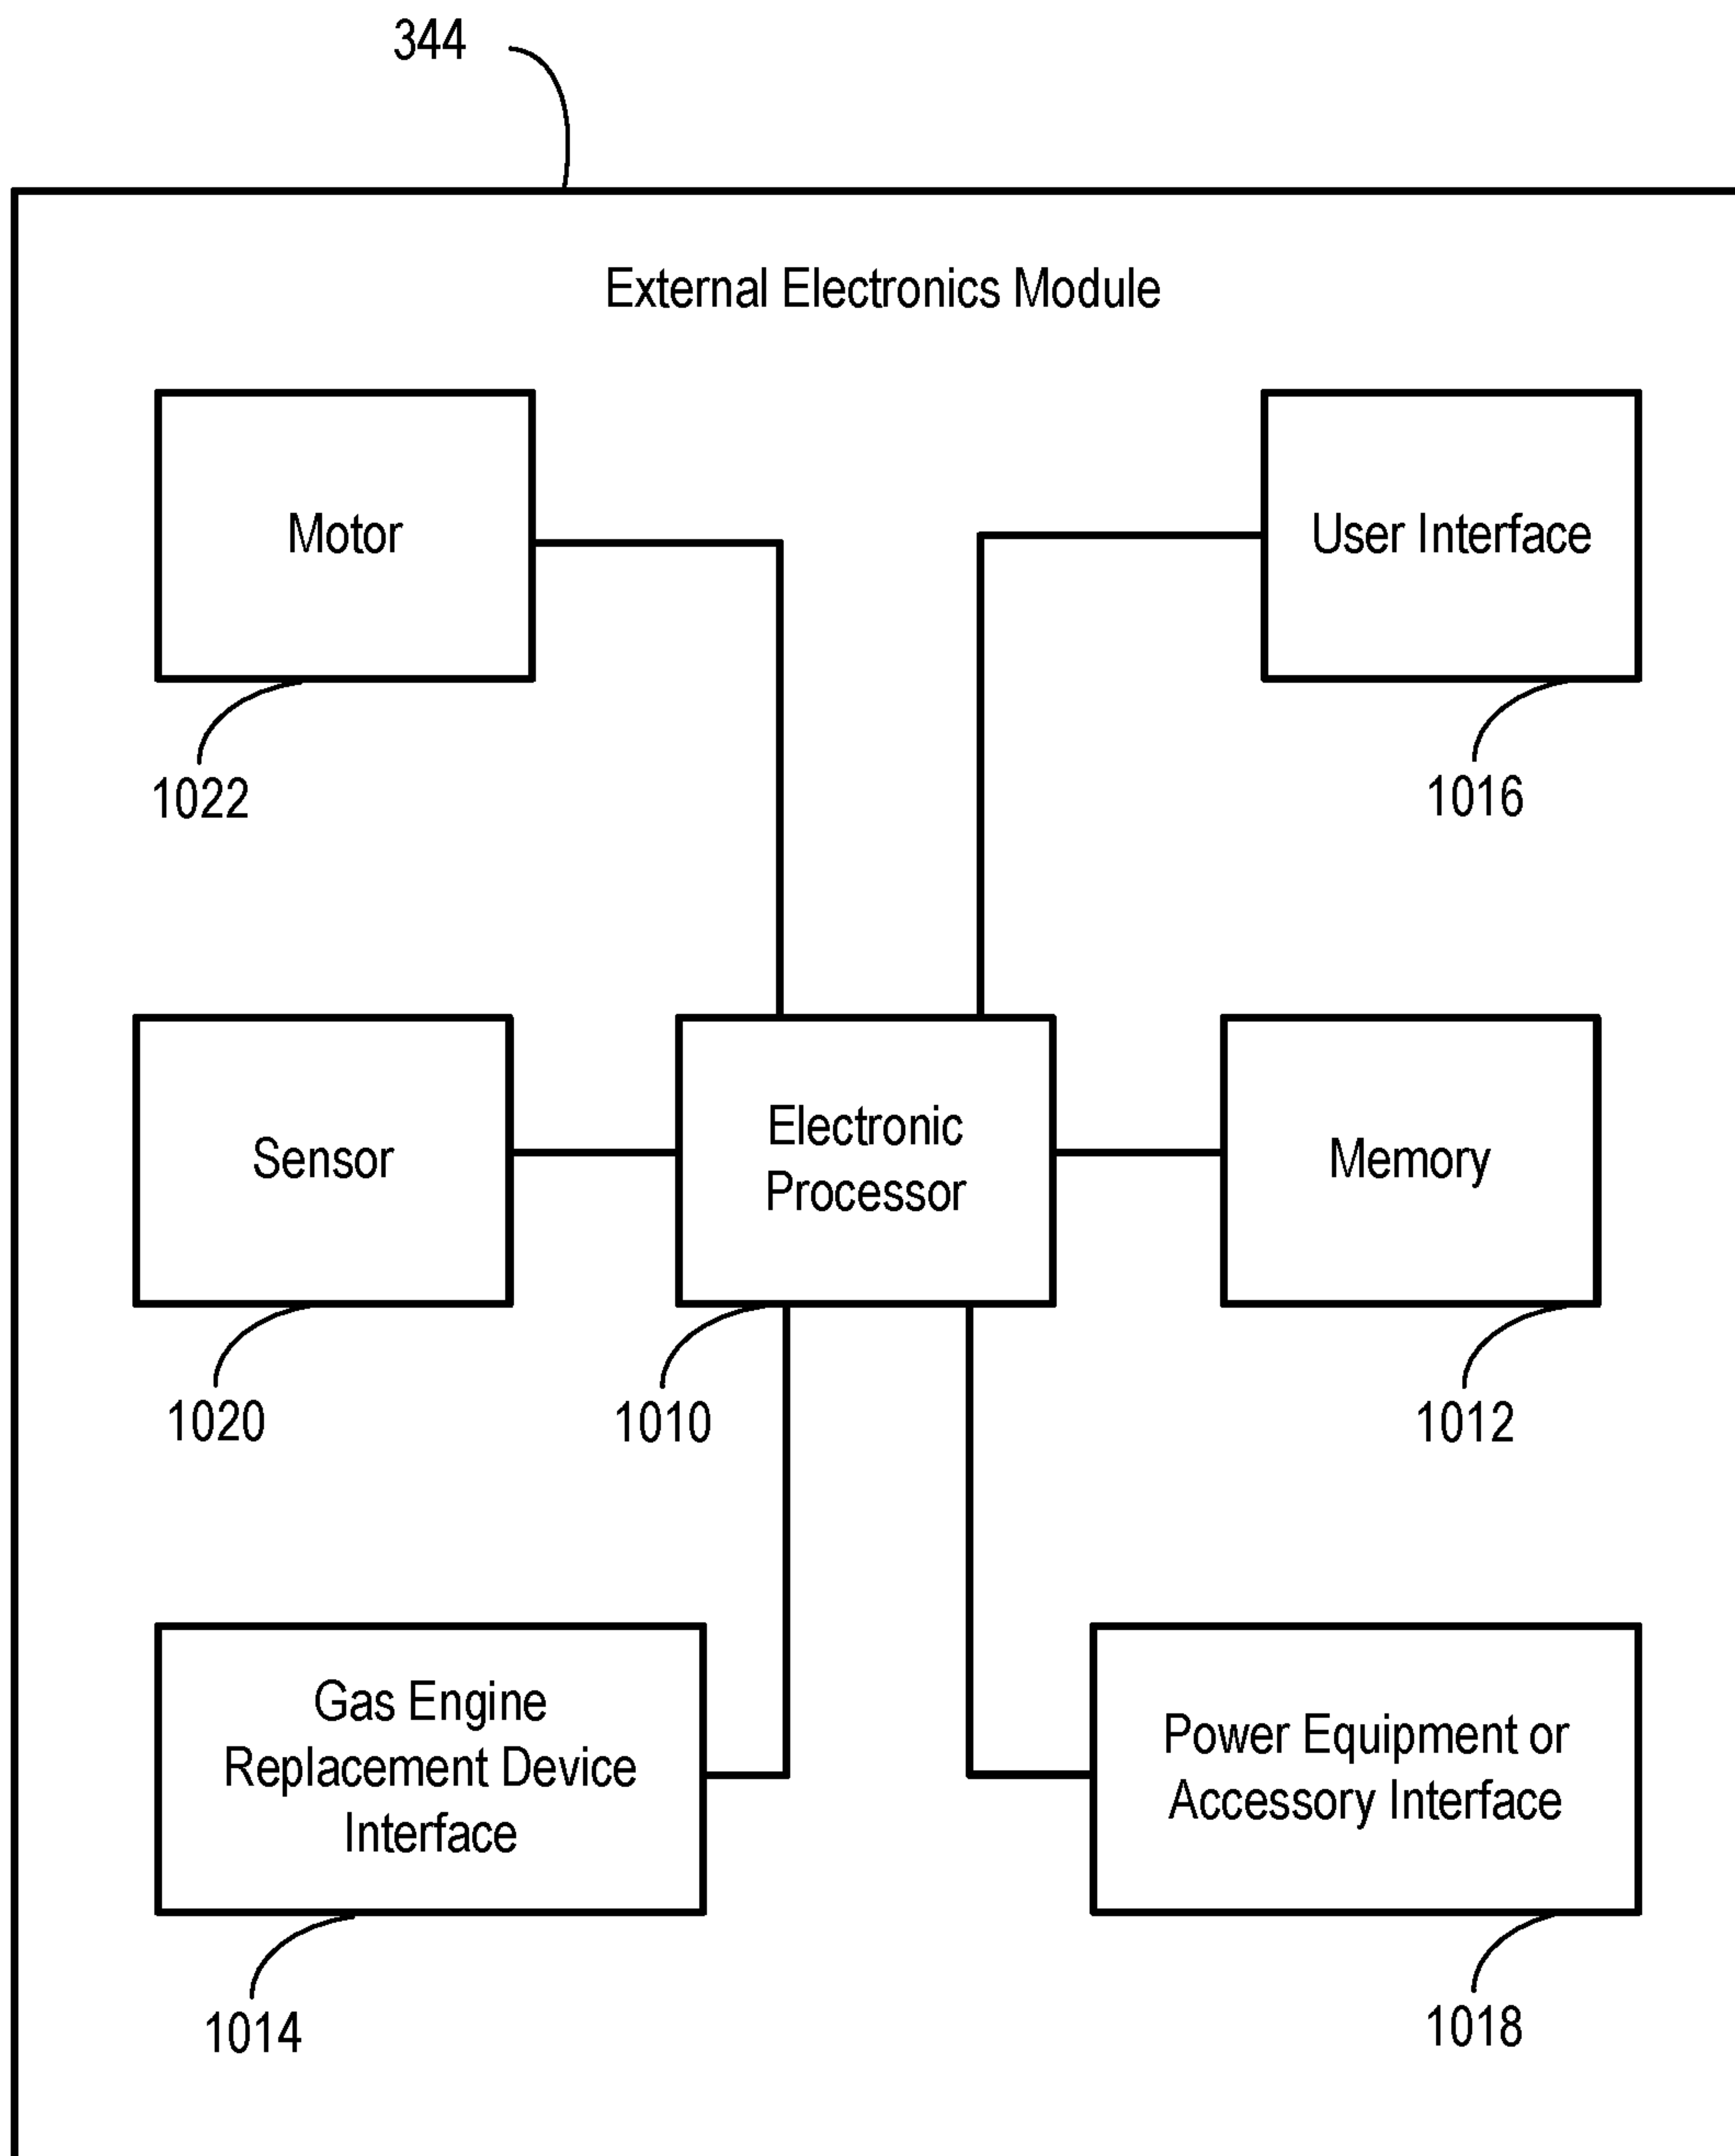 344
External Electronics Module
Motor
User Interface
1022
1016
Sensor
Electronic
Processor
Memory
1020
1010
1012
Gas Engine
Replacement Device
Interface
Power Equipment or
Accessory Interface
1014
1018